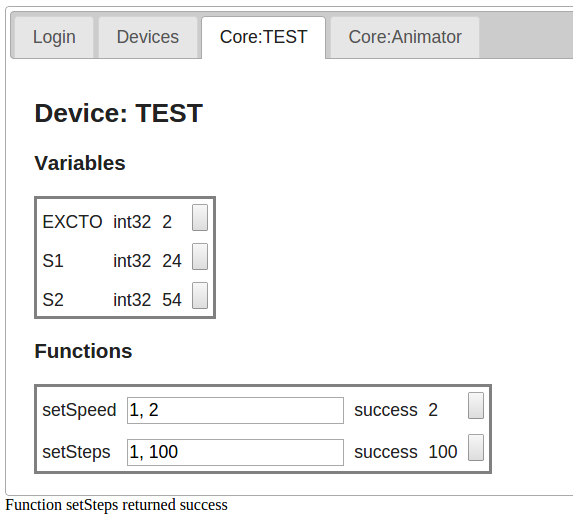 Login Devices Core:TEST Core:Animator
Device: TEST
Variables
EXCTO int32 2
S1 int32 24
S2 int32 54
Functions
setSpeed 1, 2 success 2
setSteps 1, 100 success 100
Function setSteps returned success